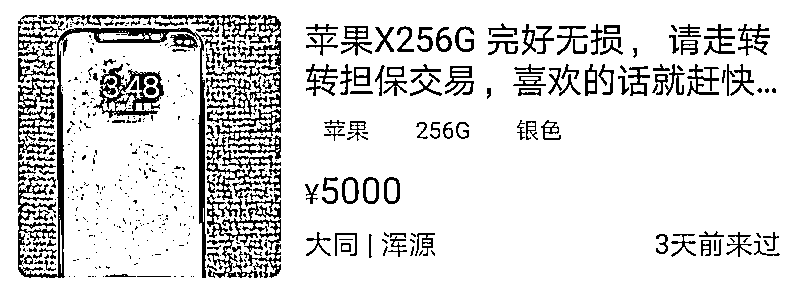 3:48
苹果X256G 完好无损， 请走转
转担保交易，喜欢的话就赶快...
苹果 256G 银色
¥5000
大同 | 浑源 3天前来过